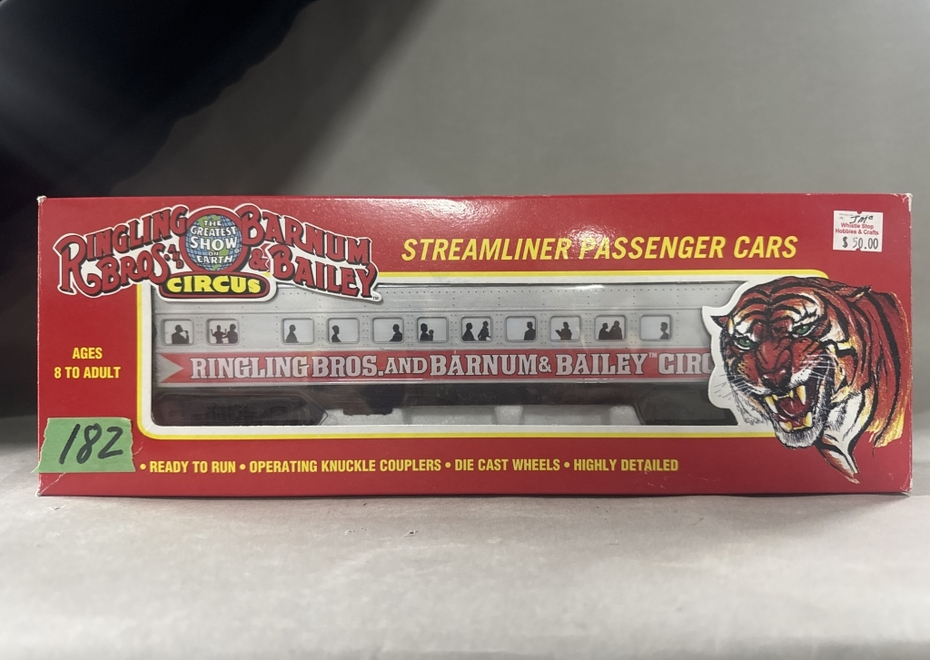 RINGLING BROS. & BARNUM & BAILEY
THE GREATEST SHOW ON EARTH
CIRCUS
STREAMLINER PASSENGER CARS
Whistle Stop
Hobbies & Crafts
$ 50.00
RINGLING BROS. AND BARNUM & BAILEY™ CIRC
AGES
8 TO ADULT
182
• READY TO RUN • OPERATING KNUCKLE COUPLERS • DIE CAST WHEELS • HIGHLY DETAILED